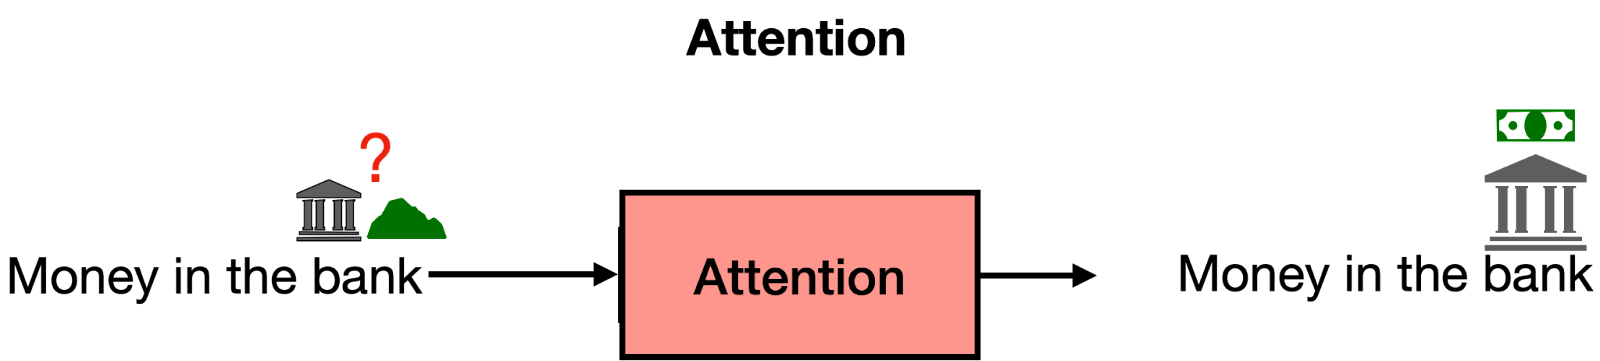 Attention
?
Money in the bank
Attention
Money in the bank